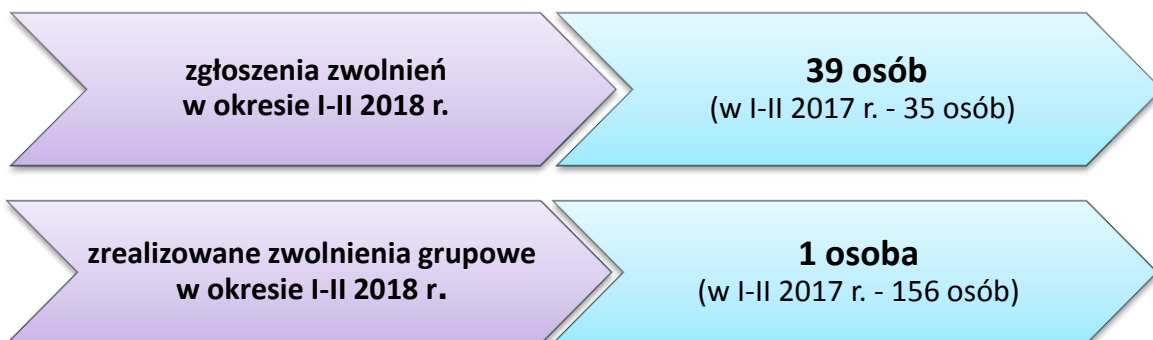 zgłoszenia zwolnień
w okresie I-II 2018 r.
39 osób
(w I-II 2017 r. - 35 osób)
zrealizowane zwolnienia grupowe
w okresie I-II 2018 r.
1 osoba
(w I-II 2017 r. - 156 osób)